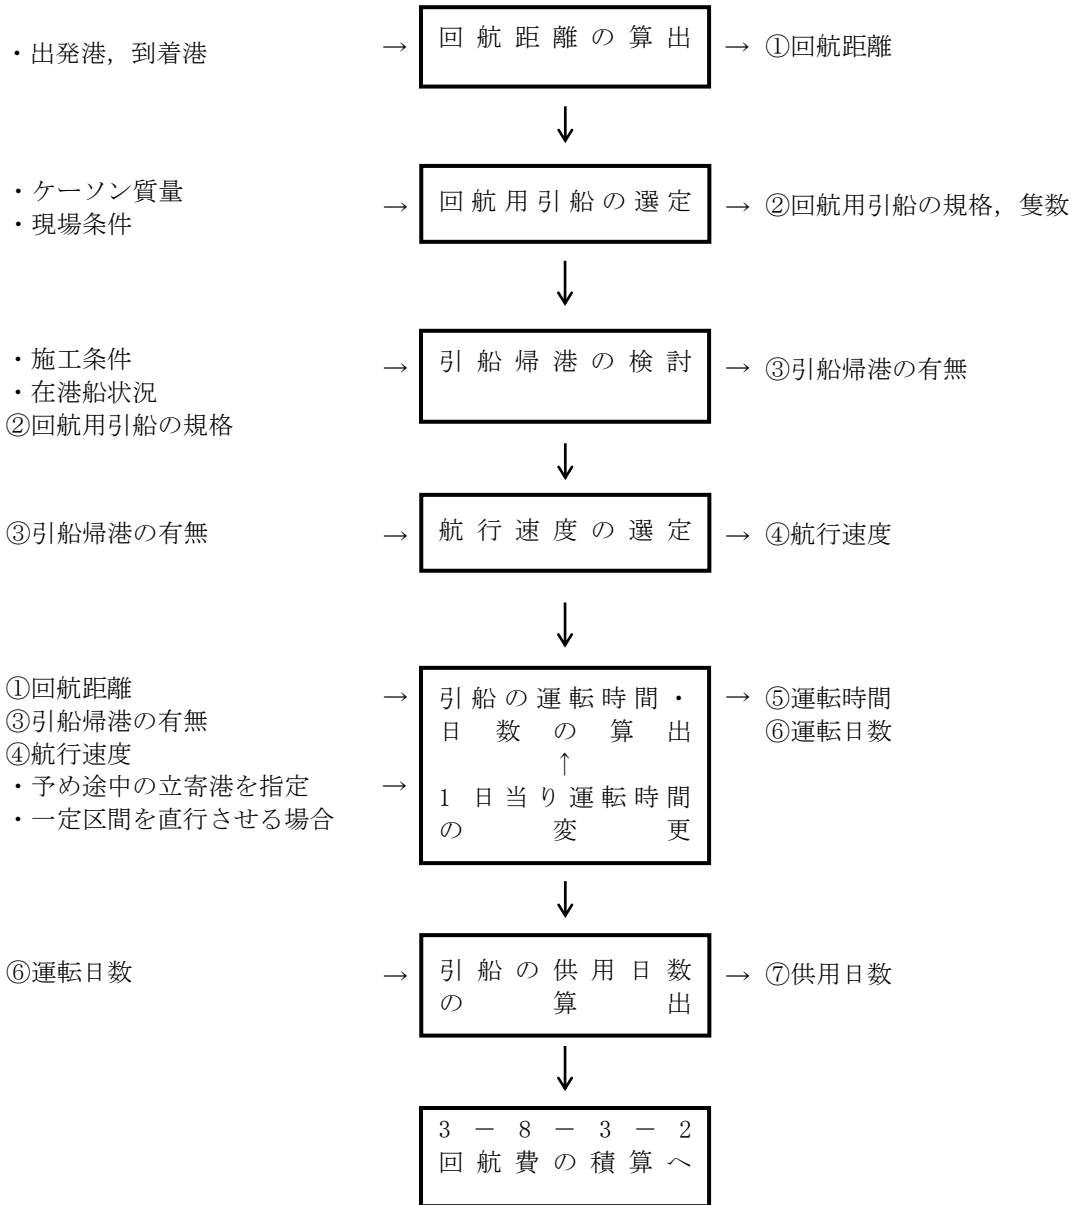 ・出発港，到着港 → 回航距離の算出 → ①回航距離
↓
・ケーソン質量
・現場条件
→ 回航用引船の選定 → ②回航用引船の規格，隻数
↓
・施工条件
・在港船状況
②回航用引船の規格
→ 引船帰港の検討 → ③引船帰港の有無
↓
③引船帰港の有無 → 航行速度の選定 → ④航行速度
↓
①回航距離
③引船帰港の有無
④航行速度
・予め途中の立寄港を指定
・一定区間を直行させる場合
→
→
引船の運転時間・
日数の算出
↑
1日当り運転時間
の変更
→ ⑤運転時間
⑥運転日数
↓
⑥運転日数 →
引船の供用日数
の算出
→ ⑦供用日数
↓
3－8－3－2
回航費の積算へ